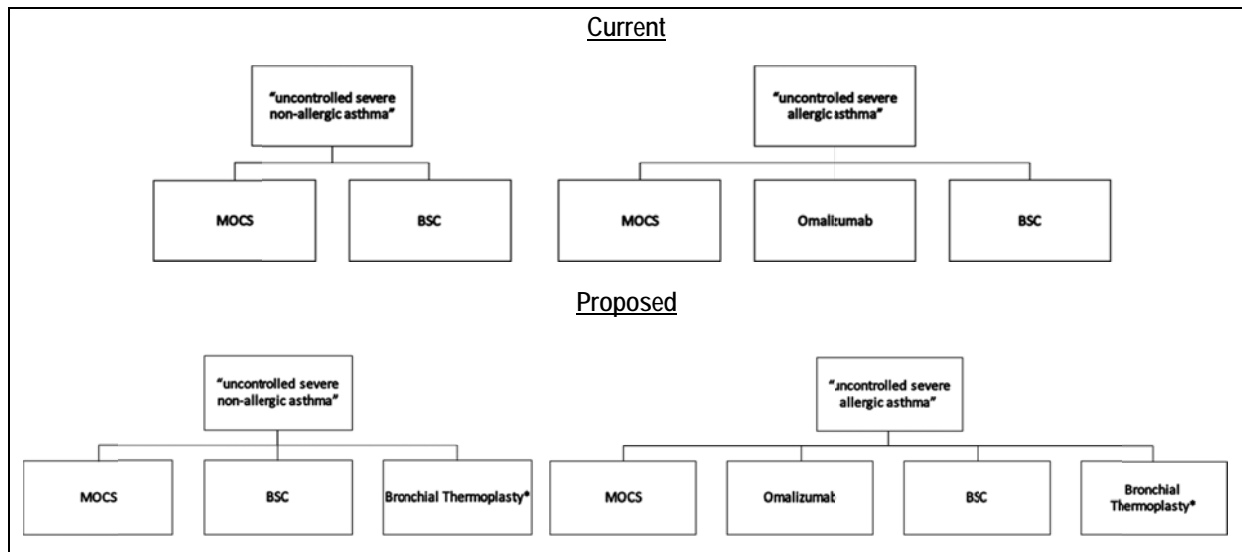 Current
"uncontrolled severe
non-allergic asthma"
"uncontroled severe
allergic asthma"
MOCS
BSC
MOCS
Omalizumab
BSC
Proposed
"uncontrolled severe
non-allergic asthma"
"uncontrolled severe
allergic asthma"
MOCS
BSC
Bronchial Thermoplasty*
MOCS
Omalizumab
BSC
Bronchial
Thermoplasty*